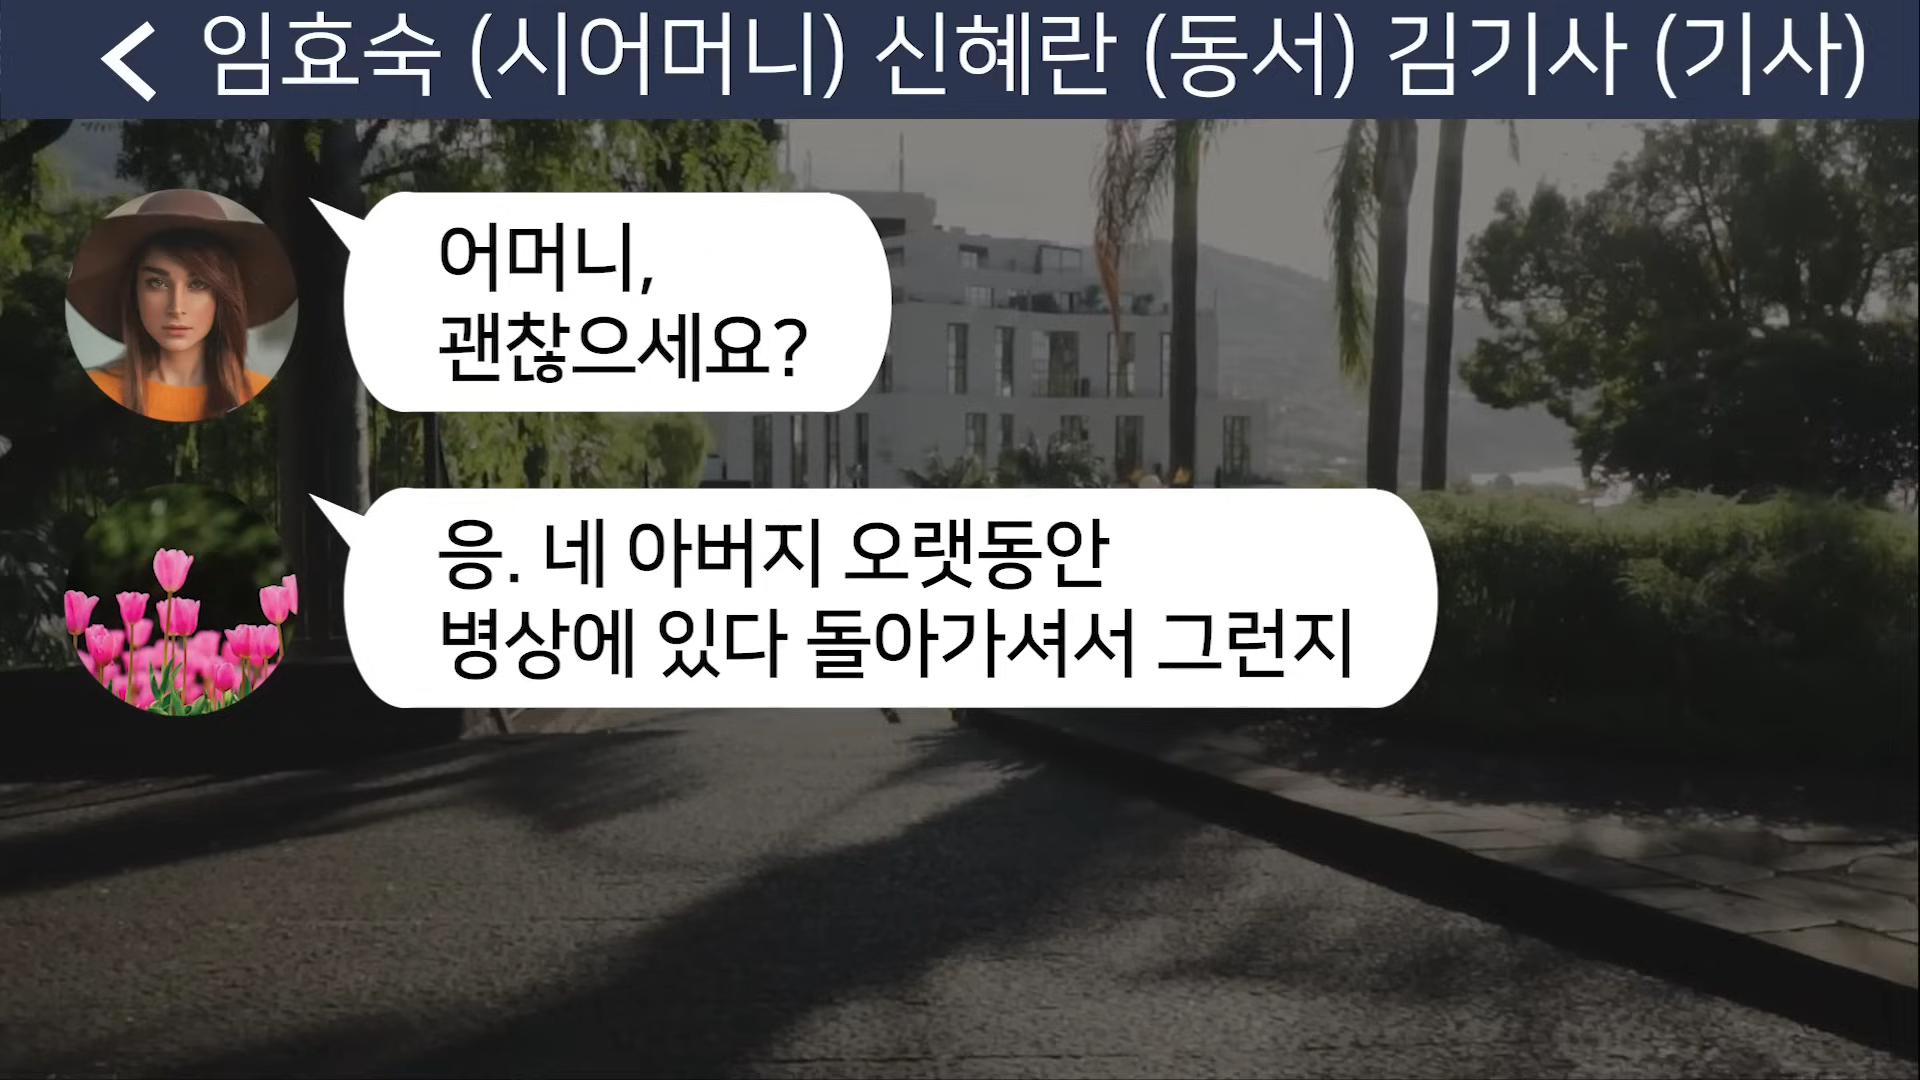 임효숙 (시어머니) 신혜란 (동서) 김기사 (기사)
어머니,
괜찮으세요?
응. 네 아버지 오랫동안
병상에 있다 돌아가셔서 그런지